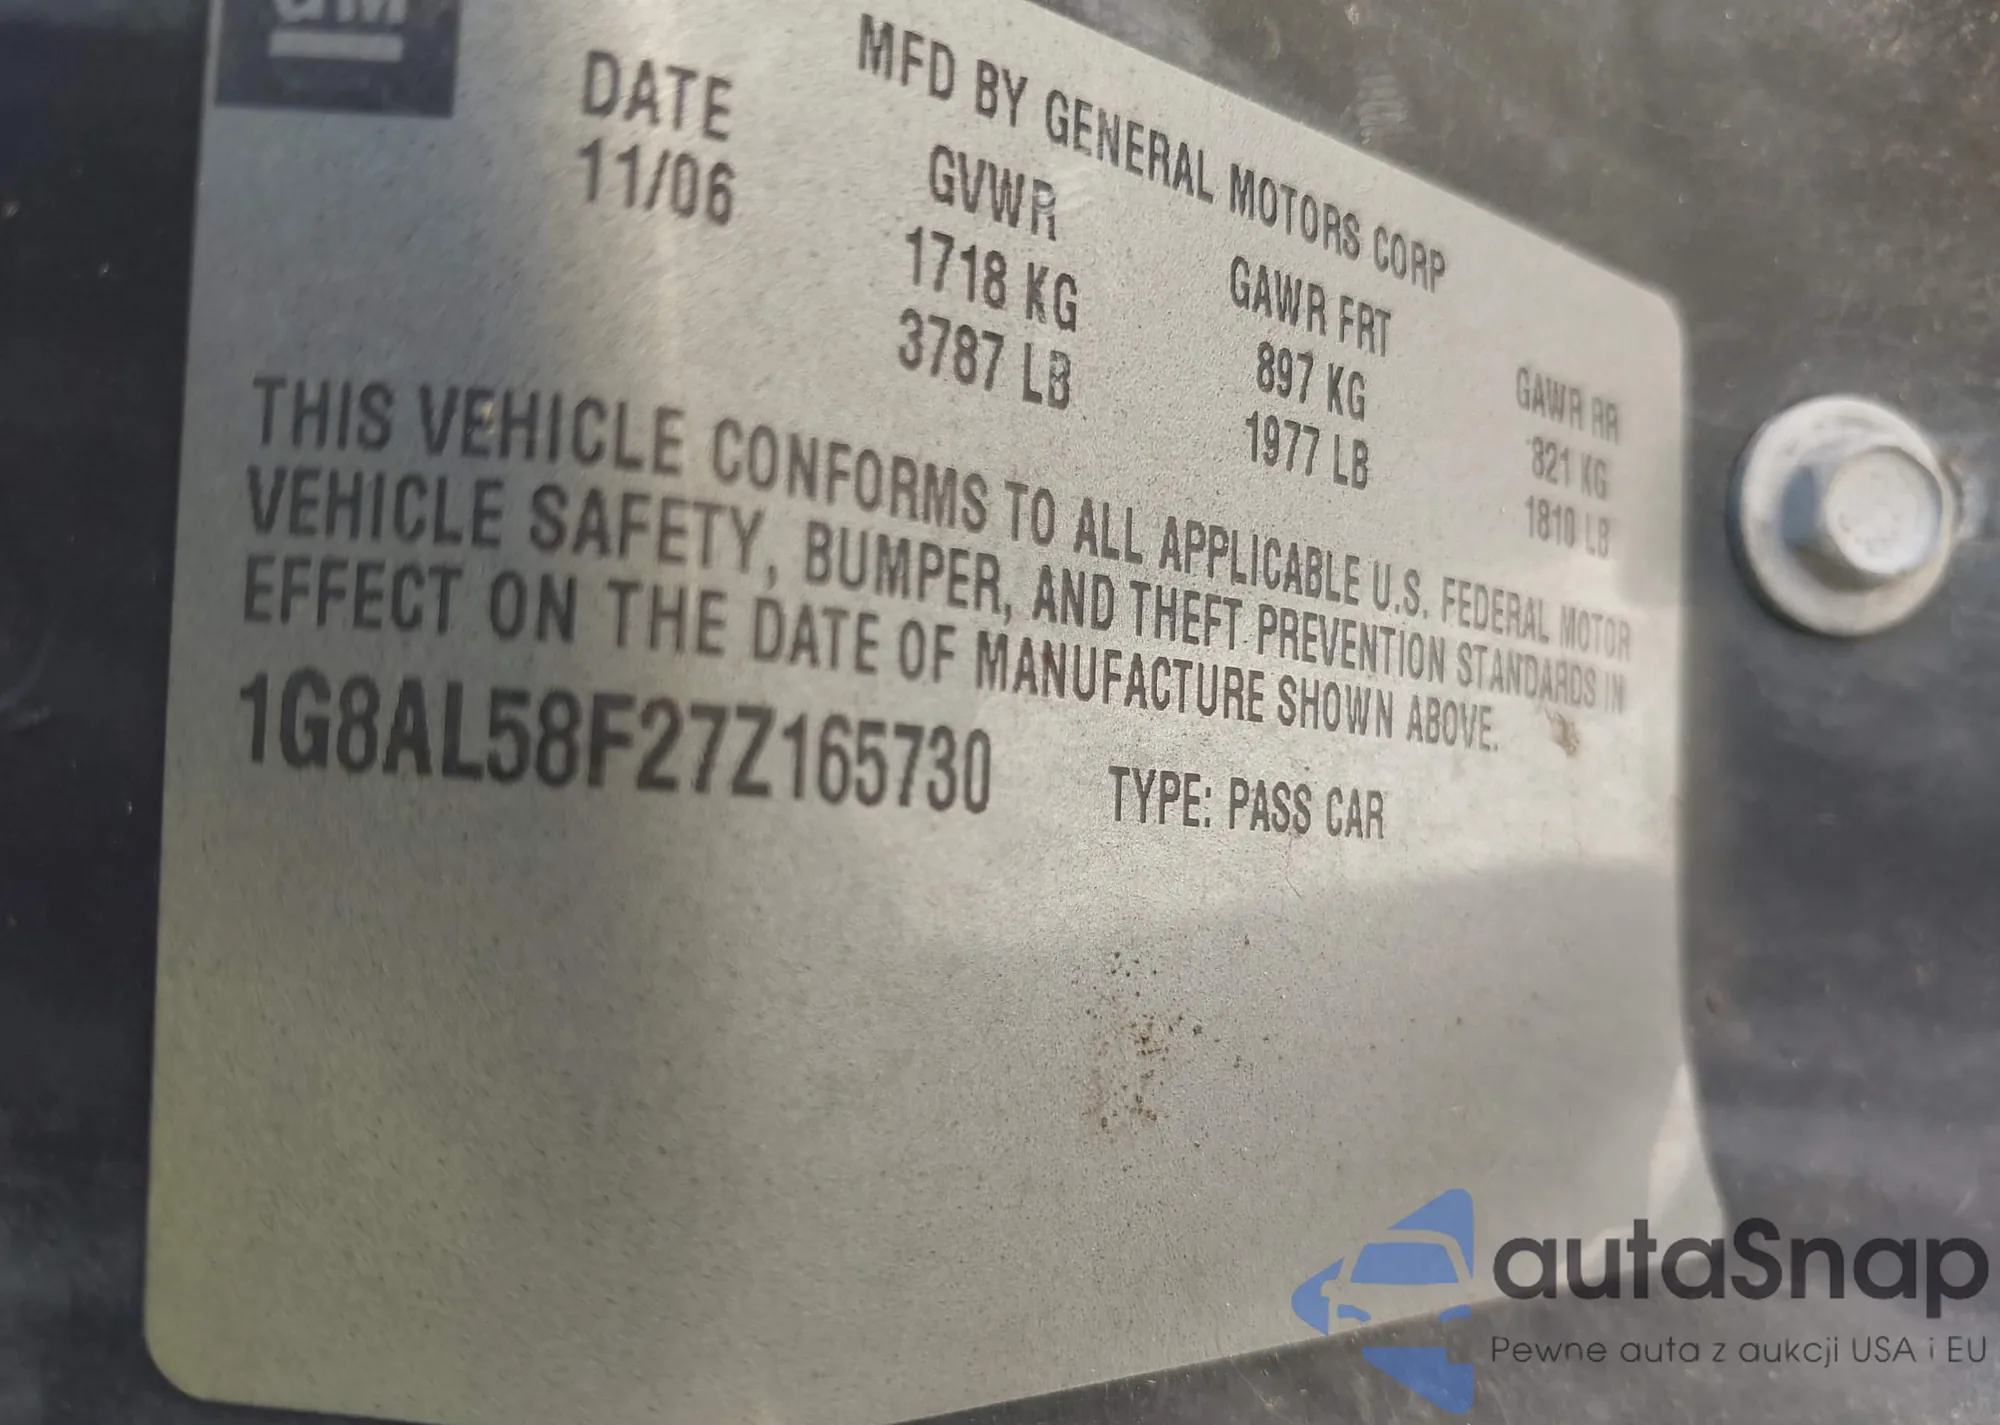 GM
MFD BY GENERAL MOTORS CORP
DATE GVWR GAWR FRT GAWR RR
11/06 1718 KG 897 KG 821 KG
3787 LB 1977 LB 1810 LB
THIS VEHICLE CONFORMS TO ALL APPLICABLE U.S. FEDERAL MOTOR
VEHICLE SAFETY, BUMPER, AND THEFT PREVENTION STANDARDS IN
EFFECT ON THE DATE OF MANUFACTURE SHOWN ABOVE.
1G8AL58F27Z165730 TYPE: PASS CAR
autaSnap
Pewne auta z aukcji USA i EU